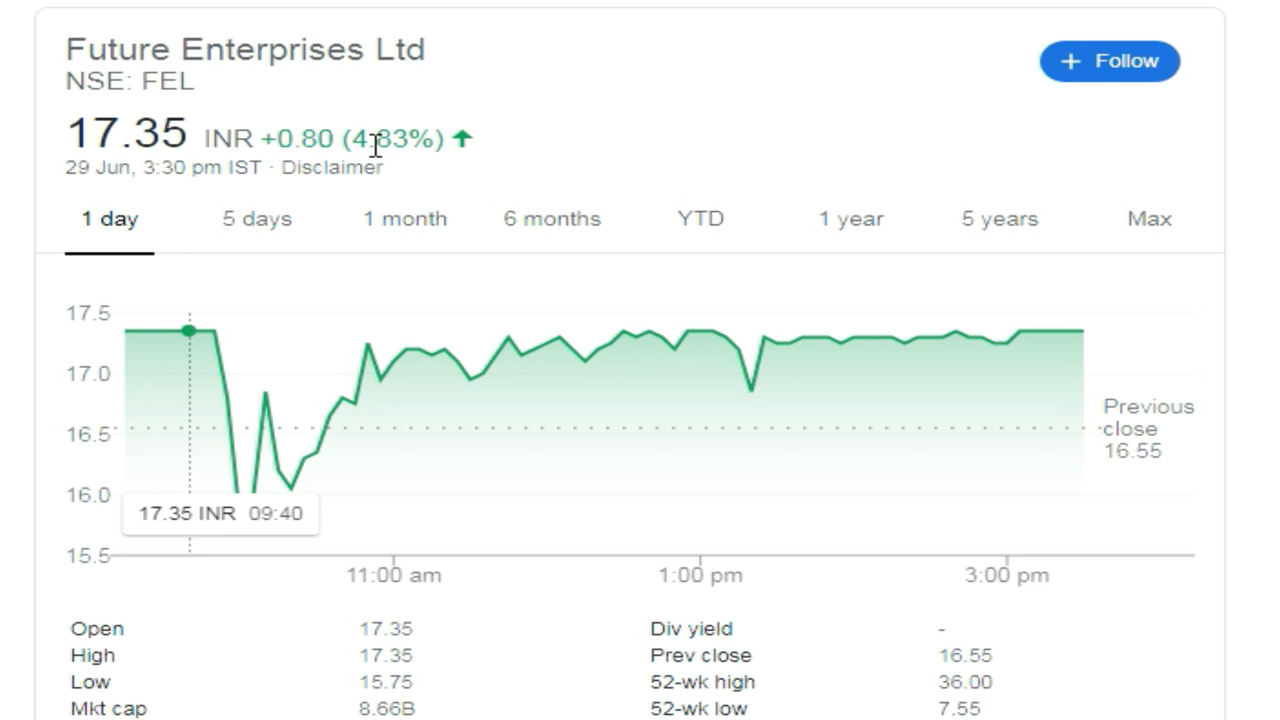 Future Enterprises Ltd
NSE: FEL
+ Follow
17.35 INR +0.80 (4.83%)
29 Jun, 3:30 pm IST · Disclaimer
1 day 5 days 1 month 6 months YTD 1 year 5 years Max
17.5
17.0
16.5
16.0
15.5
Previous
close
16.55
17.35 INR 09:40
11:00 am 1:00 pm 3:00 pm
Open 17.35 Div yield -
High 17.35 Prev close 16.55
Low 15.75 52-wk high 36.00
Mkt cap 8.66B 52-wk low 7.55